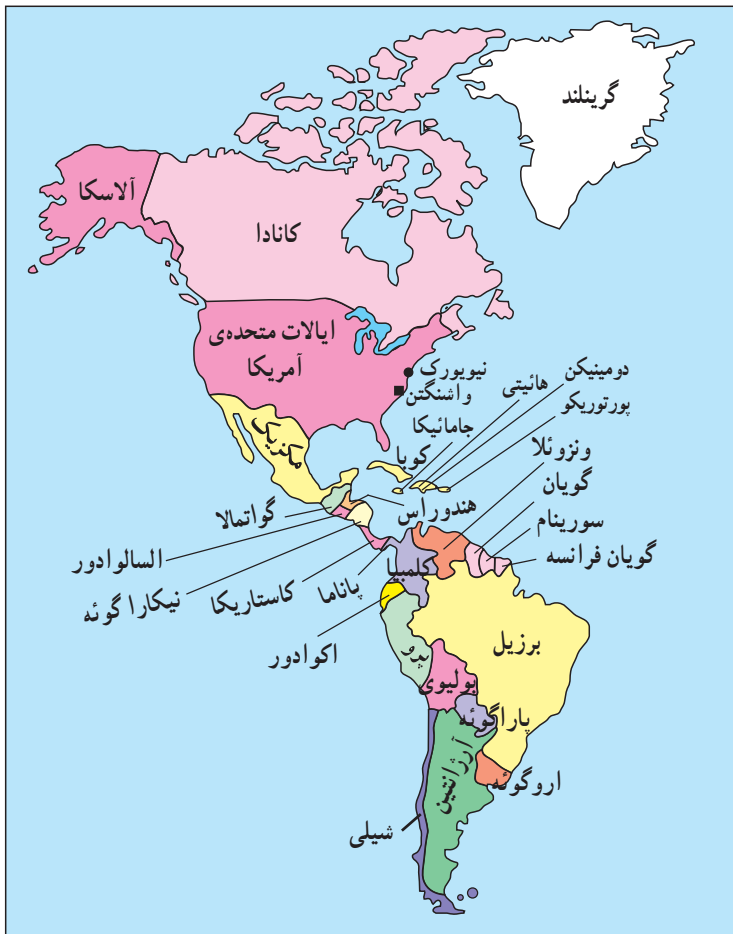 گرینلند
آلاسکا
کانادا
ایالات متحده‌ی
آمریکا
نیویورک
واشنگتن
دومینیکن
هائیتی
پورتوریکو
جامائیکا
کوبا
مکزیک
ونزوئلا
گویان
هندوراس
گواتمالا
سورینام
گویان فرانسه
السالوادور
کلمبیا
پاناما
کاستاریکا
نیکاراگوئه
اکوادور
پرو
برزیل
بولیوی
پاراگوئه
آرژانتین
اروگوئه
شیلی